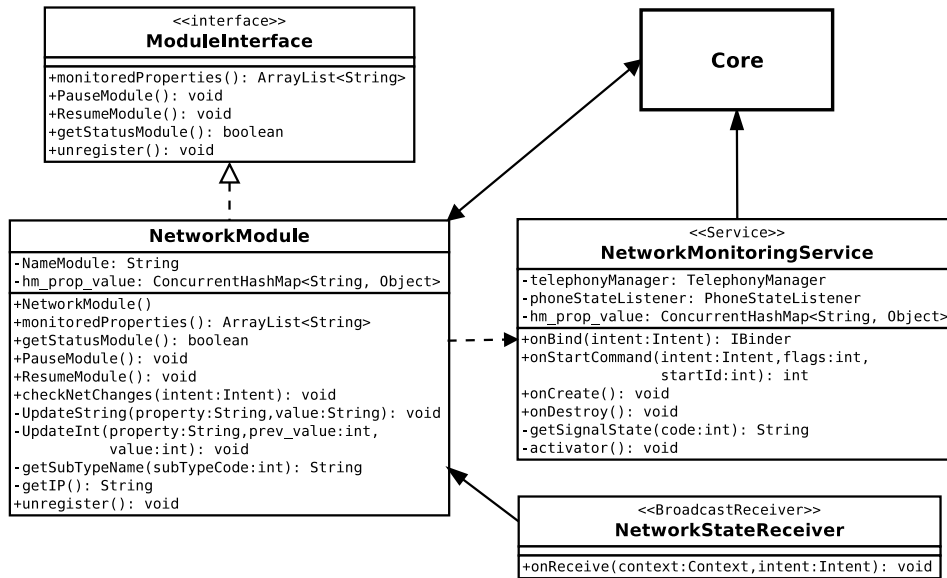 <<interface>>
ModuleInterface
+monitoredProperties(): ArrayList<String>
+PauseModule(): void
+ResumeModule(): void
+getStatusModule(): boolean
+unregister(): void
Core
NetworkModule
-NameModule: String
-hm_prop_value: ConcurrentHashMap<String, Object>
+NetworkModule()
+monitoredProperties(): ArrayList<String>
+getStatusModule(): boolean
+PauseModule(): void
+ResumeModule(): void
+checkNetChanges(intent:Intent): void
-UpdateString(property:String,value:String): void
-UpdateInt(property:String,prev_value:int,
value:int): void
-getSubTypeName(subTypeCode:int): String
-getIP(): String
+unregister(): void
<<Service>>
NetworkMonitoringService
-telephonyManager: TelephonyManager
-phoneStateListener: PhoneStateListener
-hm_prop_value: ConcurrentHashMap<String, Object>
+onBind(intent:Intent): IBinder
+onStartCommand(intent:Intent,flags:int,
startId:int): int
+onCreate(): void
+onDestroy(): void
-getSignalState(code:int): String
-activator(): void
<<BroadcastReceiver>>
NetworkStateReceiver
+onReceive(context:Context,intent:Intent): void